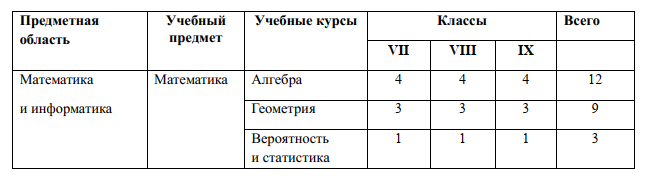 Предметная область Учебный предмет Учебные курсы Классы Всего
VII VIII IX
Математика и информатика Математика Алгебра 4 4 4 12
Геометрия 3 3 3 9
Вероятность и статистика 1 1 1 3